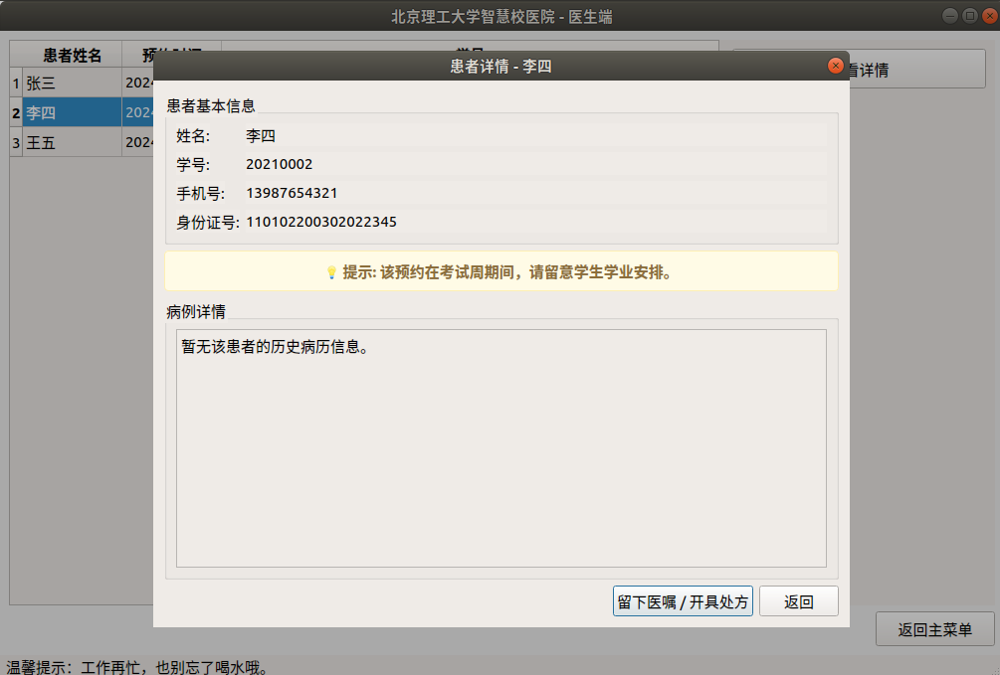 北京理工大学智慧校医院 - 医生端
患者姓名
1 张三 2024
2 李四 2024
3 王五 2024
看详情
患者详情 - 李四
患者基本信息
姓名: 李四
学号: 20210002
手机号: 13987654321
身份证号: 110102200302022345
💡 提示: 该预约在考试周期间，请留意学生学业安排。
病例详情
暂无该患者的历史病历信息。
留下医嘱 / 开具处方 返回
返回主菜单
温馨提示：工作再忙，也别忘了喝水哦。